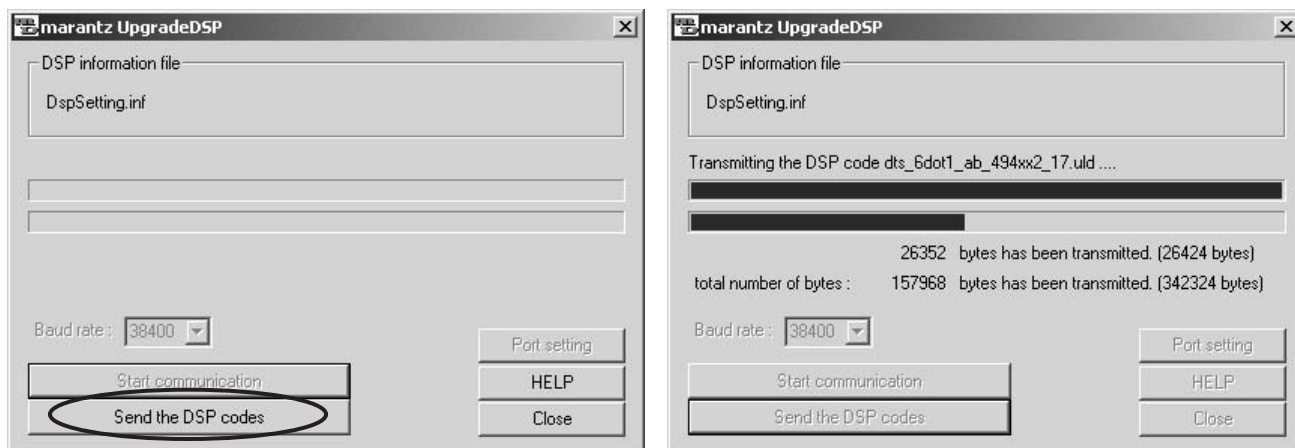 marantz UpgradeDSP
DSP information file
DspSetting.inf
Baud rate :
38400
Port setting
Start communication
HELP
Send the DSP codes
Close
marantz UpgradeDSP
DSP information file
DspSetting.inf
Transmitting the DSP code dts_6dot1_ab_494xx2_17.uld ....
26352 bytes has been transmitted. (26424 bytes)
total number of bytes : 157968 bytes has been transmitted. (342324 bytes)
Baud rate :
38400
Port setting
Start communication
HELP
Send the DSP codes
Close